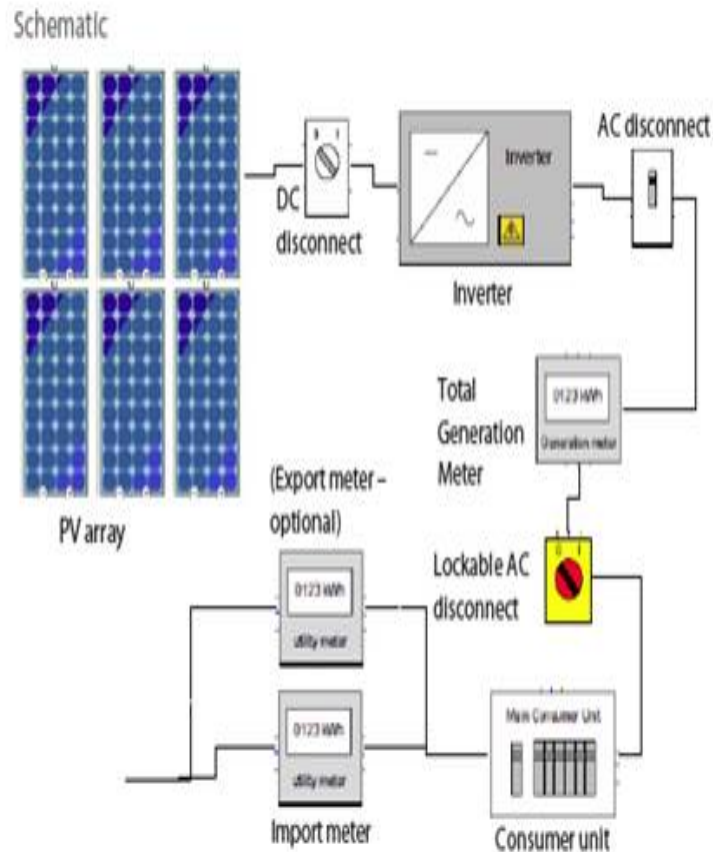 Schematic
PV array
DC
disconnect
Inverter
Inverter
AC disconnect
Total
Generation
Meter
0123 kWh
Generation meter
Lockable AC
disconnect
(Export meter –
optional)
0123 kWh
utility meter
0123 kWh
utility meter
Import meter
Main Consumer Unit
Consumer unit